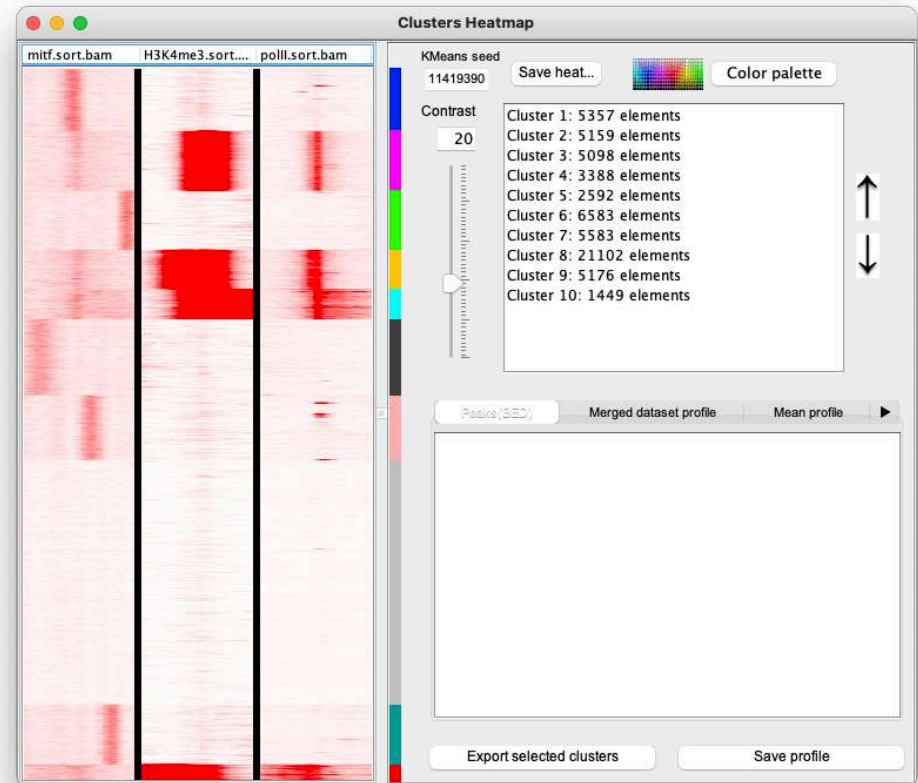 Clusters Heatmap
mitf.sort.bam H3K4me3.sort.... polII.sort.bam
KMeans seed
11419390 Save heat... Color palette
Contrast
20
Cluster 1: 5357 elements
Cluster 2: 5159 elements
Cluster 3: 5098 elements
Cluster 4: 3388 elements
Cluster 5: 2592 elements
Cluster 6: 6583 elements
Cluster 7: 5583 elements
Cluster 8: 21102 elements
Cluster 9: 5176 elements
Cluster 10: 1449 elements
Peaks(BED) Merged dataset profile Mean profile
Export selected clusters Save profile